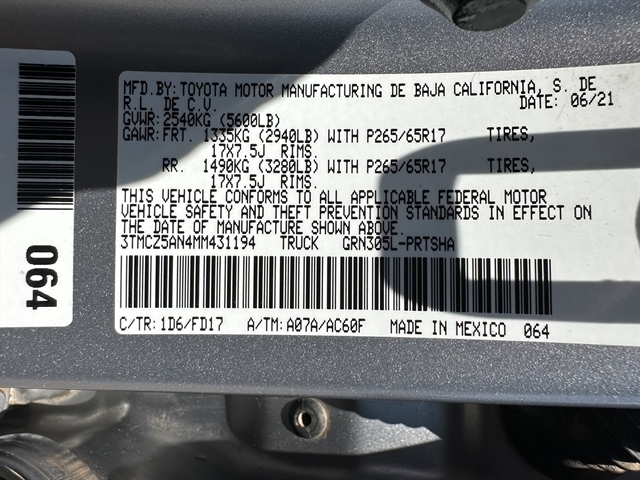 MFD.BY:TOYOTA MOTOR MANUFACTURING DE BAJA CALIFORNIA, S. DE
R.L. DE C.V. DATE: 06/21
GVWR:2540KG (5600LB)
GAWR:FRT. 1335KG (2940LB) WITH P265/65R17 TIRES,
17X7.5J RIMS.
RR. 1490KG (3280LB) WITH P265/65R17 TIRES,
17X7.5J RIMS.
THIS VEHICLE CONFORMS TO ALL APPLICABLE FEDERAL MOTOR
VEHICLE SAFETY AND THEFT PREVENTION STANDARDS IN EFFECT ON
THE DATE OF MANUFACTURE SHOWN ABOVE.
3TMCZ5AN4MM431194 TRUCK GRN305L-PRTSHA
C/TR:1D6/FD17 A/TM:A07A/AC60F MADE IN MEXICO 064
064